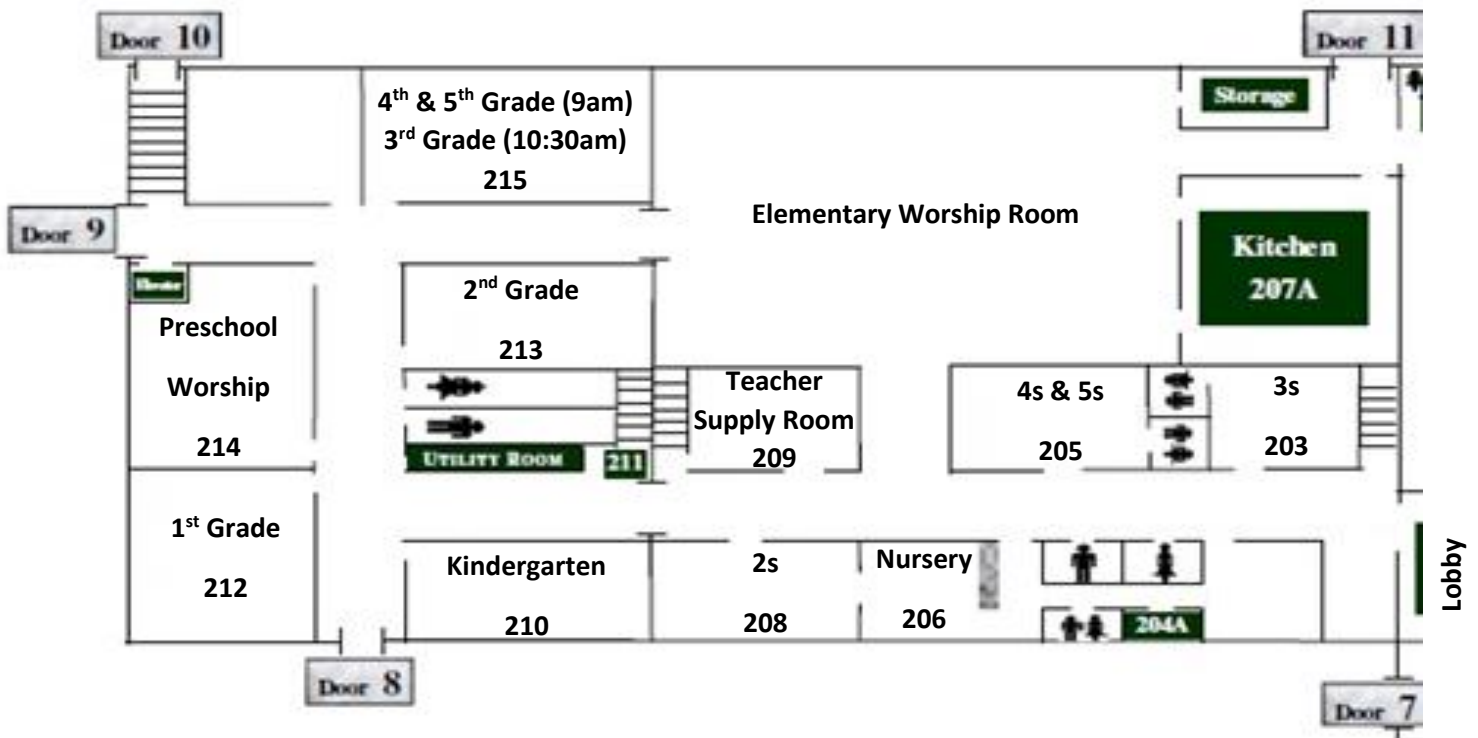 Door 10
Door 11
4th & 5th Grade (9am)
3rd Grade (10:30am)
215
Storage
Door 9
Elementary Worship Room
Kitchen
207A
2nd Grade
213
Preschool
Worship
214
Teacher
Supply Room
209
4s & 5s
205
3s
203
UTILITY ROOM
211
1st Grade
212
Kindergarten
210
2s
208
Nursery
206
204A
Lobby
Door 8
Door 7